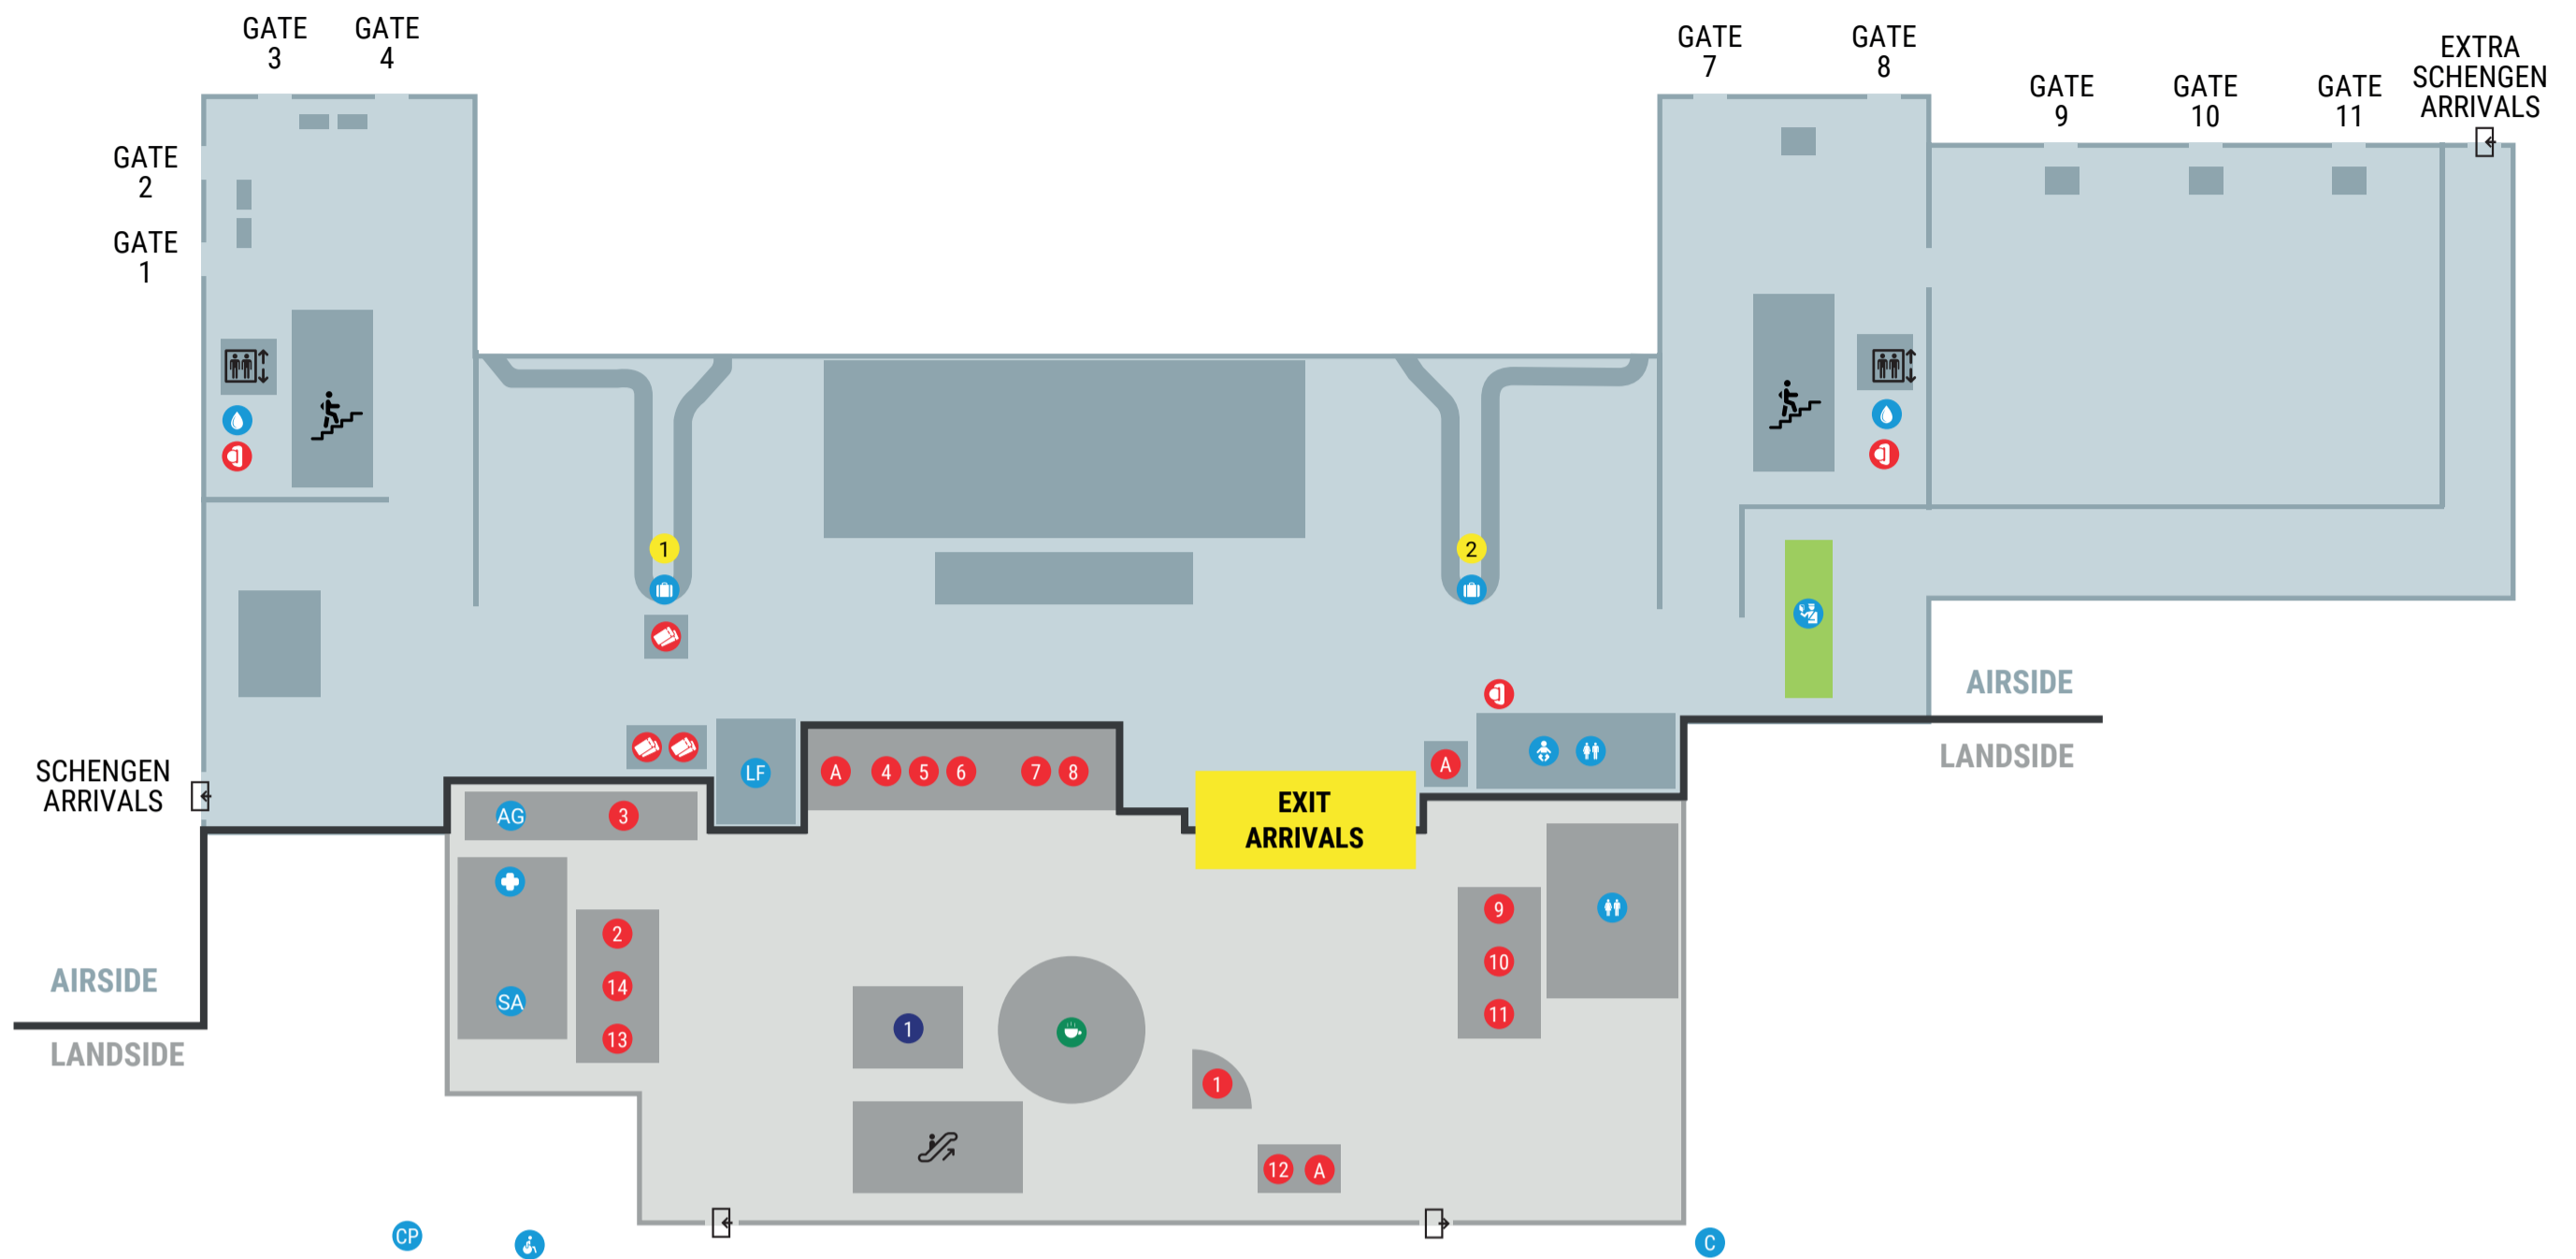 GATE
3
GATE
4
GATE
7
GATE
8
EXTRA
SCHENGEN
ARRIVALS
GATE
9
GATE
10
GATE
11
GATE
2
GATE
1
1
2
AIRSIDE
LANDSIDE
SCHENGEN
ARRIVALS
LF
A 4 5 6 7 8
A
EXIT
ARRIVALS
AG 3
2
14
13
SA
9
10
11
AIRSIDE
LANDSIDE
1
1
12 A
CP
C